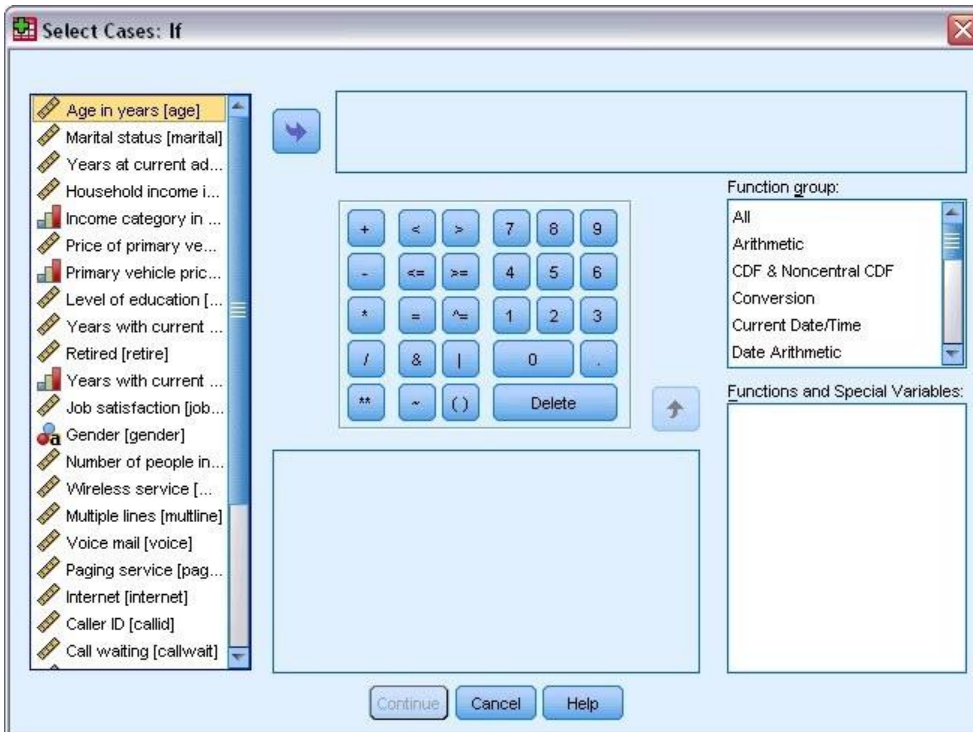 Select Cases: If
Age in years [age]
Marital status [marital]
Years at current ad...
Household income i...
Income category in ...
Price of primary ve...
Primary vehicle pric...
Level of education [...
Years with current ...
Retired [retire]
Years with current ...
Job satisfaction [job...
Gender [gender]
Number of people in...
Wireless service [...
Multiple lines [multline]
Voice mail [voice]
Paging service [pag...
Internet [internet]
Caller ID [callid]
Call waiting [callwait]
+ < > 7 8 9
- <= >= 4 5 6
* = ^= 1 2 3
/ & | 0 .
** ~ ( ) Delete
Function group:
All
Arithmetic
CDF & Noncentral CDF
Conversion
Current Date/Time
Date Arithmetic
Functions and Special Variables:
Continue Cancel Help